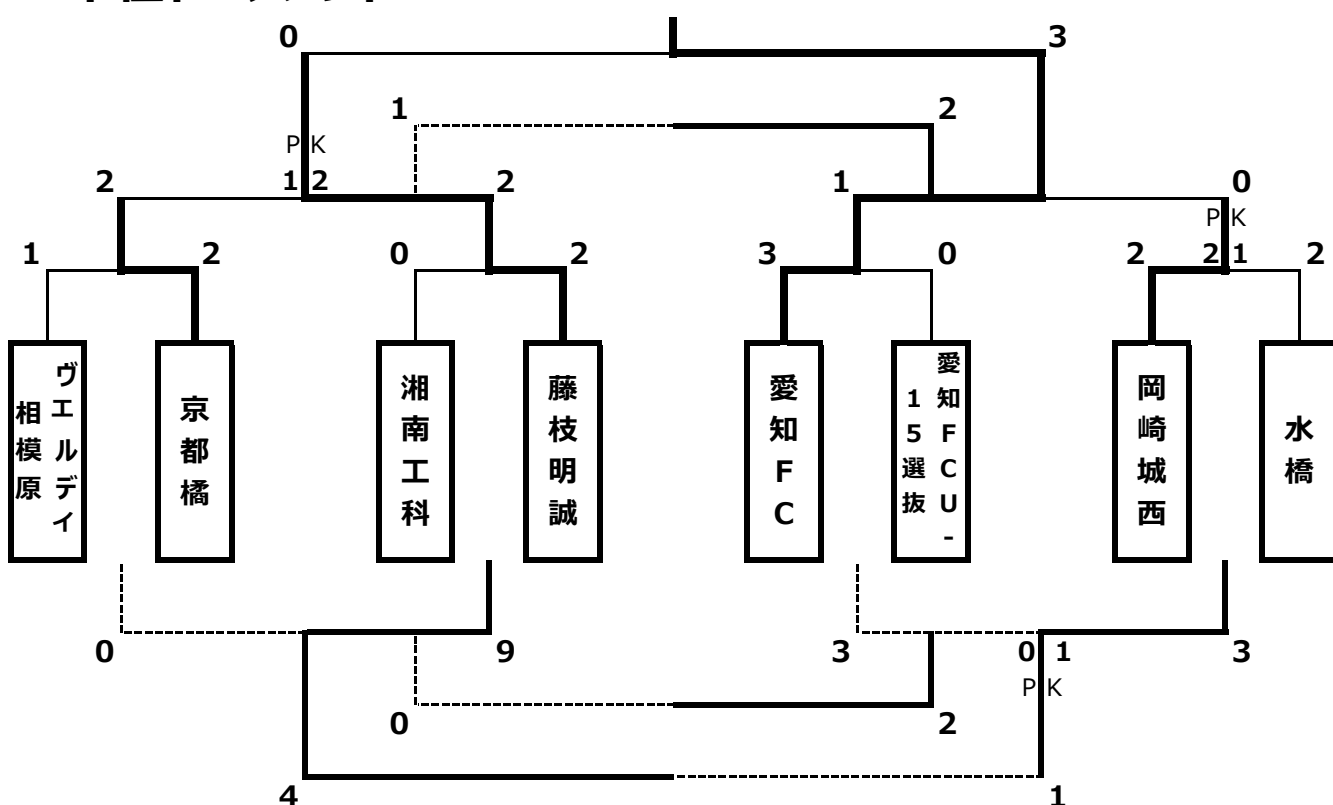 0 3
1 2
PK
2 1 2 2 1 0
PK
1 2 0 2 3 0 2 2 1 2
ヴェルディ
相模原
京都橘
湘南工科
藤枝明誠
愛知FC
愛知FCU-
15選抜
岡崎城西
水橋
0 9 3 0 1 3
PK
0 2
4 1